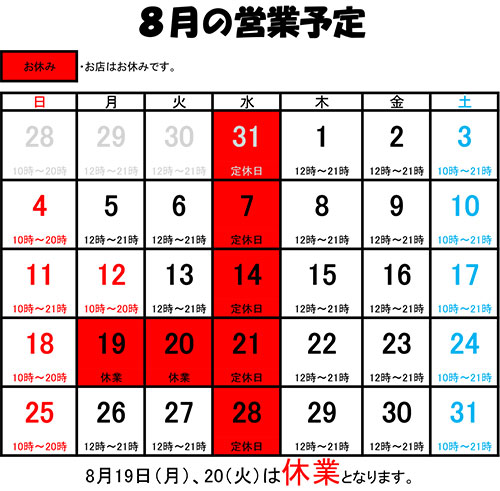 8月の営業予定
お休み ・お店はお休みです。
日 月 火 水 木 金 土
28 29 30 31 1 2 3
10時～20時 12時～21時 12時～21時 定休日 12時～21時 12時～21時 10時～21時
4 5 6 7 8 9 10
10時～20時 12時～21時 12時～21時 定休日 12時～21時 12時～21時 10時～21時
11 12 13 14 15 16 17
10時～21時 10時～20時 12時～21時 定休日 12時～21時 12時～21時 10時～21時
18 19 20 21 22 23 24
10時～20時 休業 休業 定休日 12時～21時 12時～21時 10時～21時
25 26 27 28 29 30 31
10時～20時 12時～21時 12時～21時 定休日 12時～21時 12時～21時 10時～21時
8月19日（月）、20（火）は休業となります。